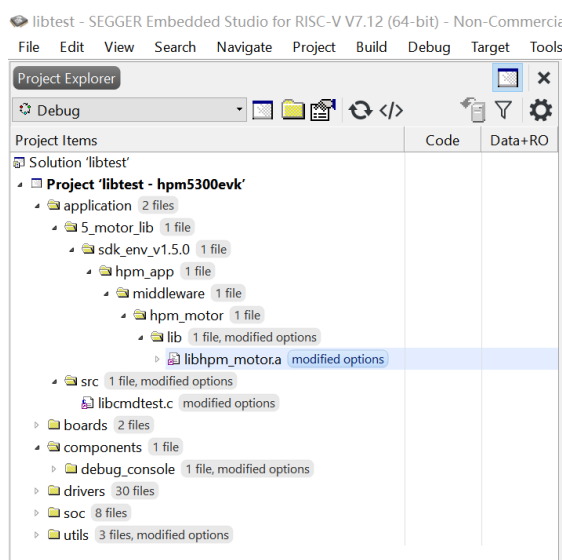 libtest - SEGGER Embedded Studio for RISC-V V7.12 (64-bit) - Non-Commercia
File Edit View Search Navigate Project Build Debug Target Tools
Project Explorer
Debug
Project Items Code Data+RO
Solution 'libtest'
Project 'libtest - hpm5300evk'
application 2 files
5_motor_lib 1 file
sdk_env_v1.5.0 1 file
hpm_app 1 file
middleware 1 file
hpm_motor 1 file
lib 1 file, modified options
libhpm_motor.a modified options
src 1 file, modified options
libcmdtest.c modified options
boards 2 files
components 1 file
debug_console 1 file, modified options
drivers 30 files
soc 8 files
utils 3 files, modified options